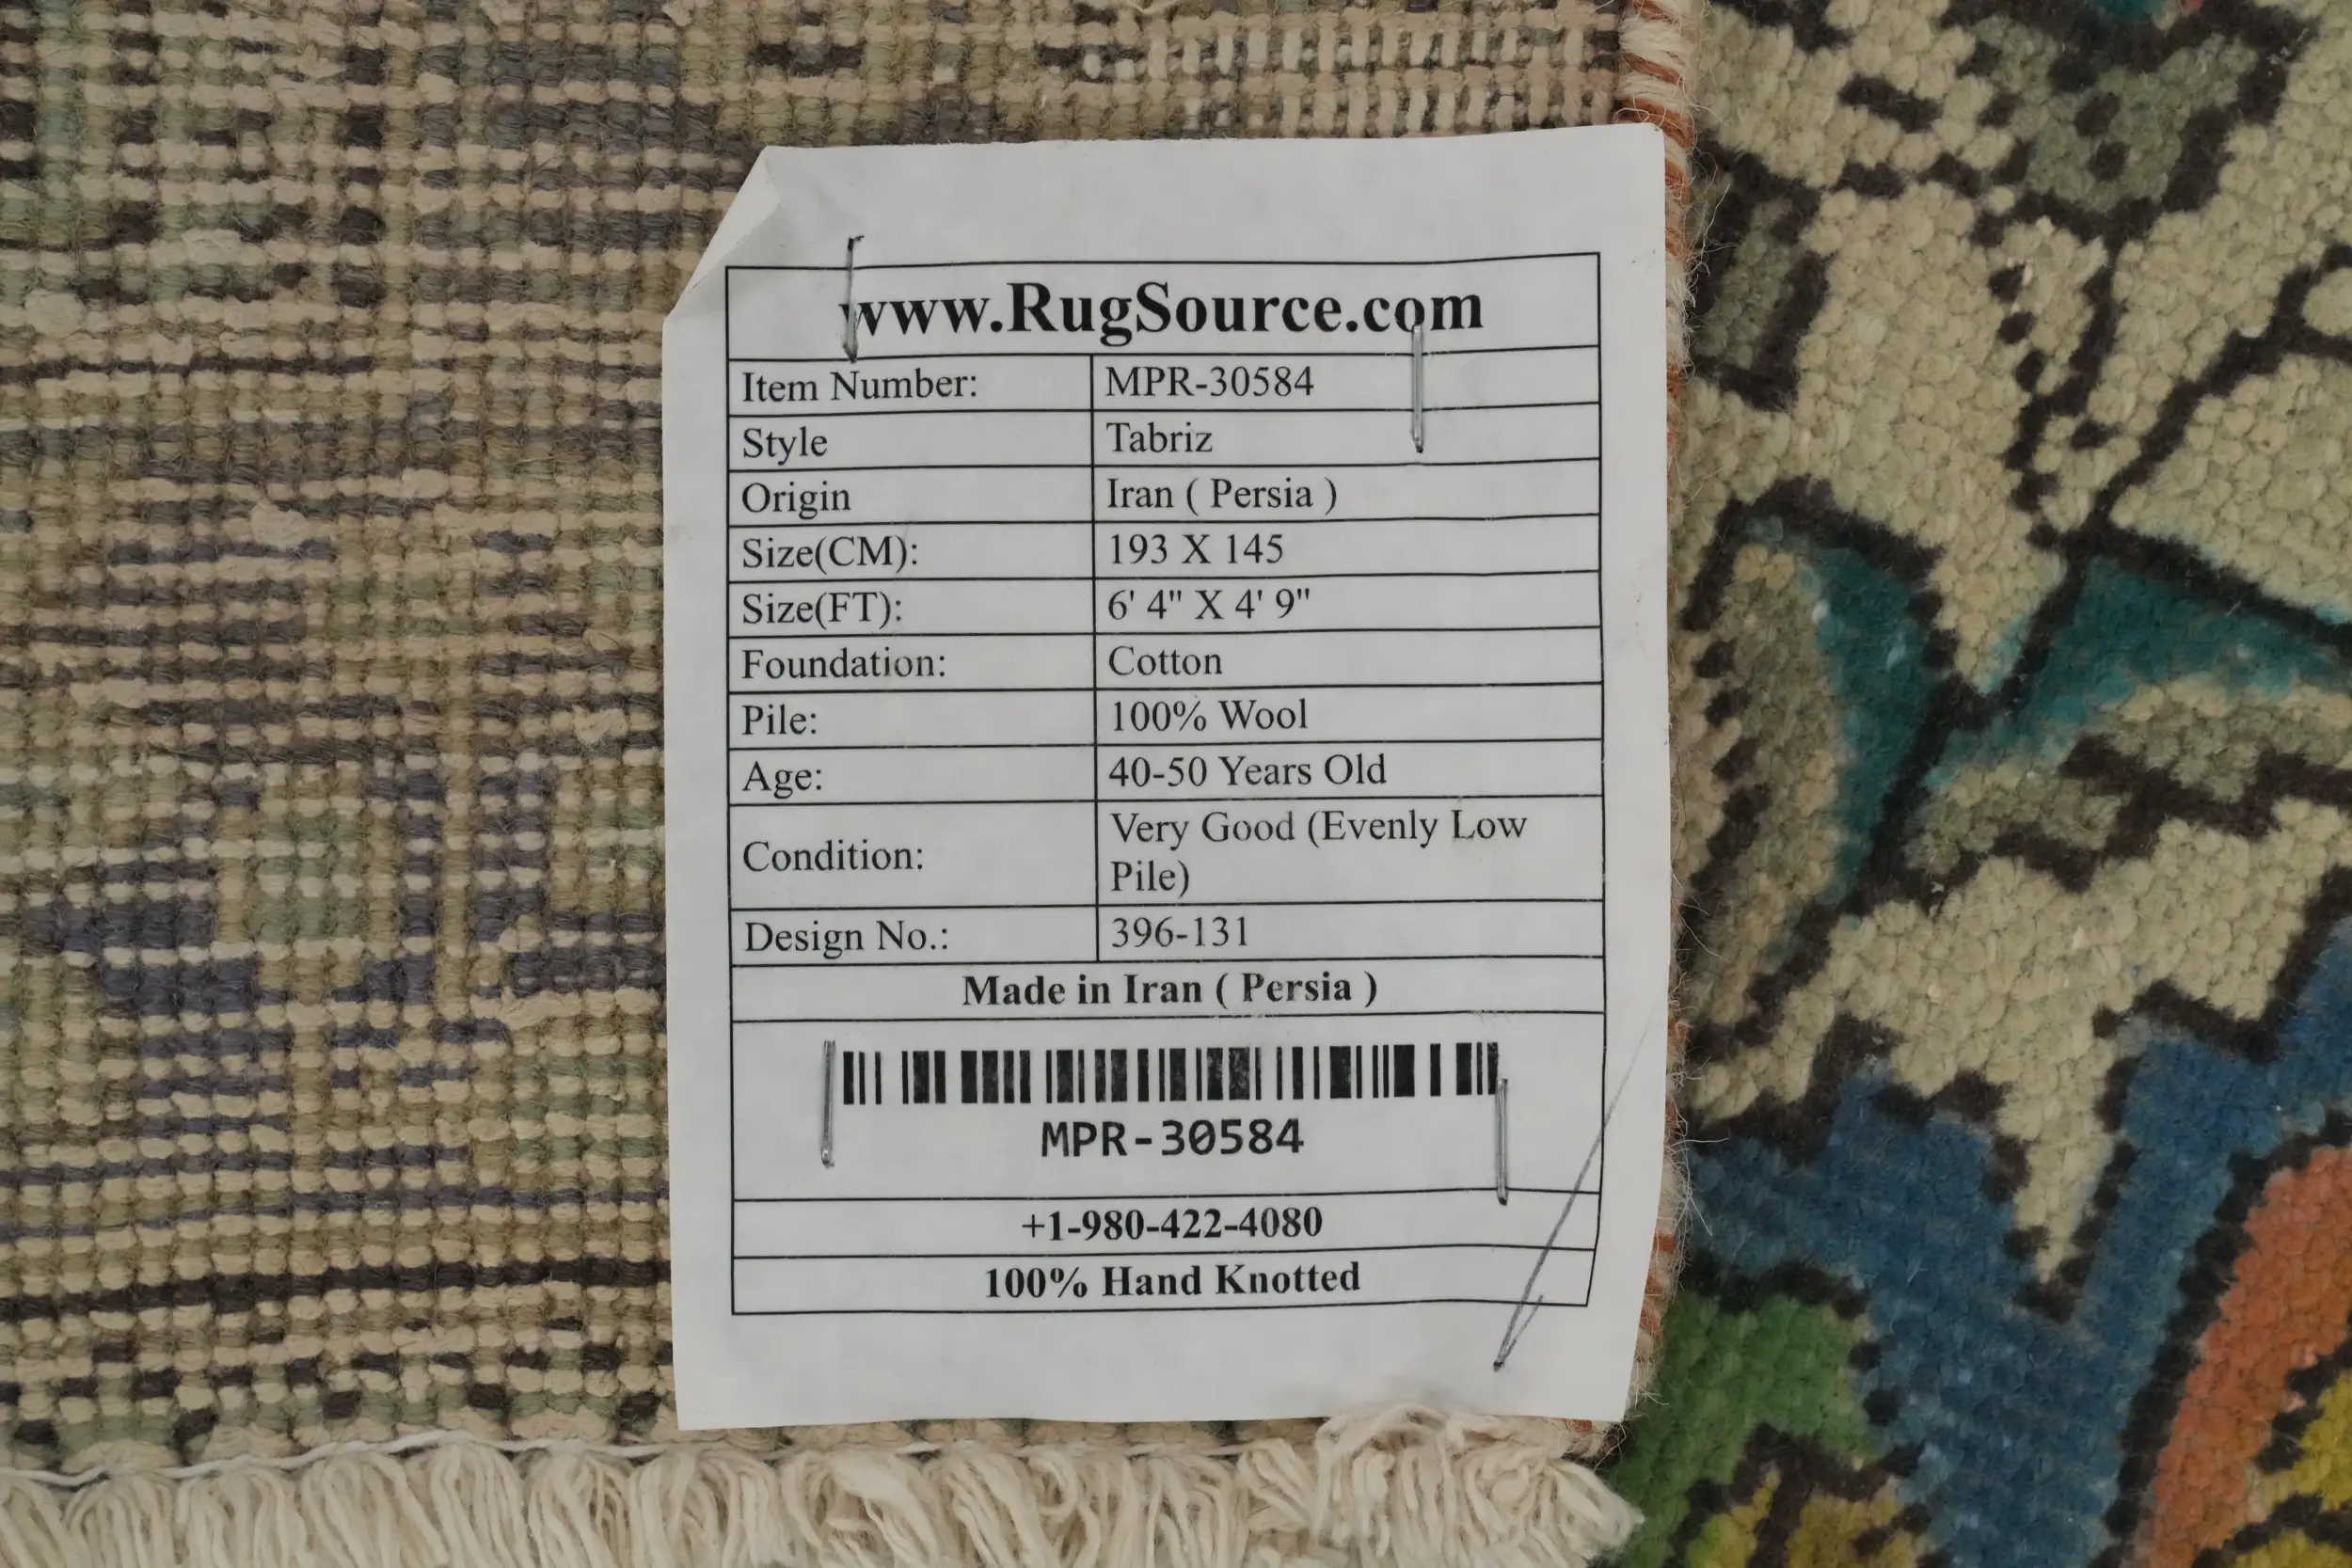 www.RugSource.com
Item Number: MPR-30584
Style Tabriz
Origin Iran ( Persia )
Size(CM): 193 X 145
Size(FT): 6' 4" X 4' 9"
Foundation: Cotton
Pile: 100% Wool
Age: 40-50 Years Old
Condition: Very Good (Evenly Low
Pile)
Design No.: 396-131
Made in Iran ( Persia )
MPR-30584
+1-980-422-4080
100% Hand Knotted